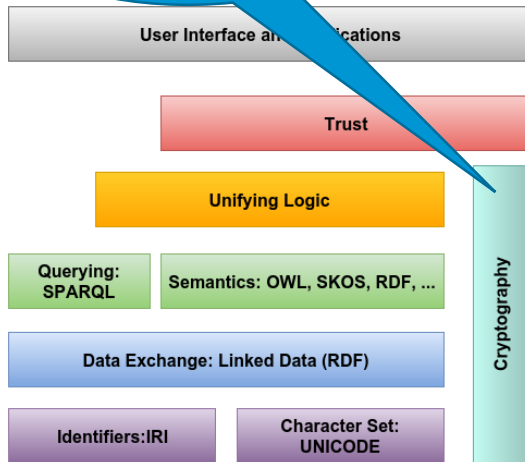 User Interface an ications
Trust
Unifying Logic
Querying:
SPARQL
Semantics: OWL, SKOS, RDF, ...
Cryptography
Data Exchange: Linked Data (RDF)
Identifiers:IRI
Character Set:
UNICODE